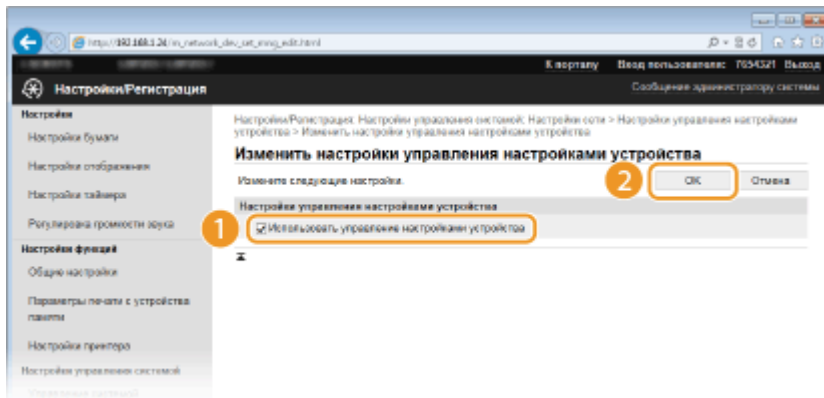 http://192.168.1.24/m_network_dev_set_mng_edit.html
К порталу Вход пользователя: 7654321 Выход
Настройки/Регистрация
Сообщение администратору системы
Настройки
Настройки бумаги
Настройки отображения
Настройки таймера
Регулировка громкости звука
Настройки функций
Общие настройки
Параметры печати с устройства
памяти
Настройки принтера
Настройки управления системой
Управление системой
Настройки/Регистрация: Настройки управления системой: Настройки сети > Настройки управления настройками
устройства > Изменить настройки управления настройками устройства
Изменить настройки управления настройками устройства
Измените следующие настройки.
2
OK
Отмена
Настройки управления настройками устройства
1
Использовать управление настройками устройства